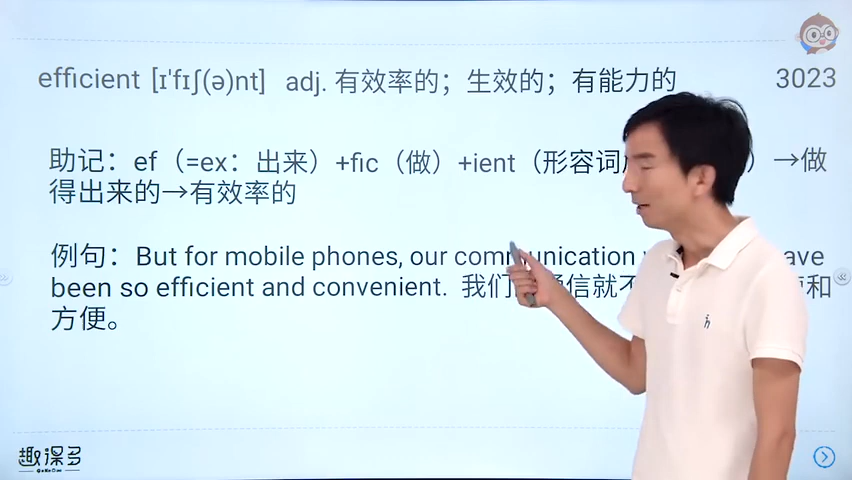 efficient [ɪˈfɪʃ(ə)nt] adj. 有效率的；生效的；有能力的 3023
助记：ef（=ex：出来）+fic（做）+ient（形容词 ）→做
得出来的→有效率的
例句：But for mobile phones, our communication
been so efficient and convenient. 我们 通信就不 和
方便。
趣课多